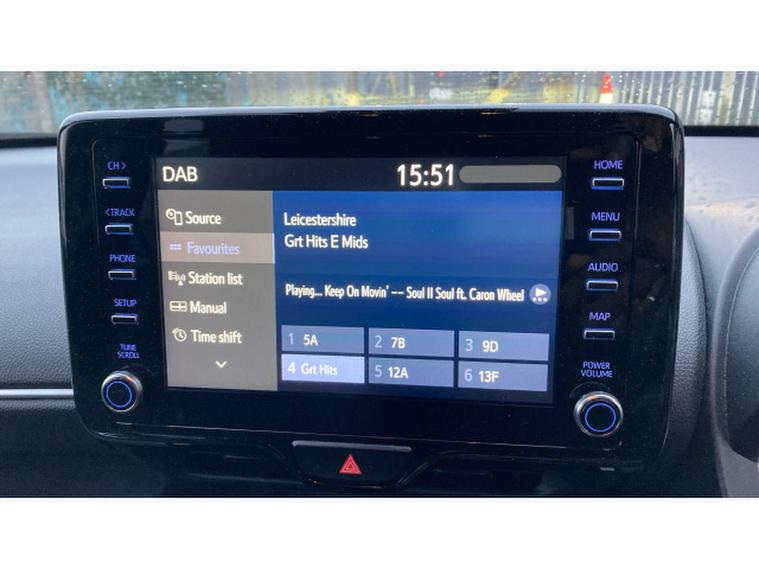 CH >
DAB 15:51
HOME
<TRACK
Source
Leicestershire
MENU
Favourites
Grt Hits E Mids
PHONE
Station list
AUDIO
Playing... Keep On Movin' -- Soul II Soul ft. Caron Wheel
SETUP
Manual
MAP
TUNE
SCROLL
Time shift
1 5A
2 7B
3 9D
POWER
VOLUME
4 Grt Hits
5 12A
6 13F